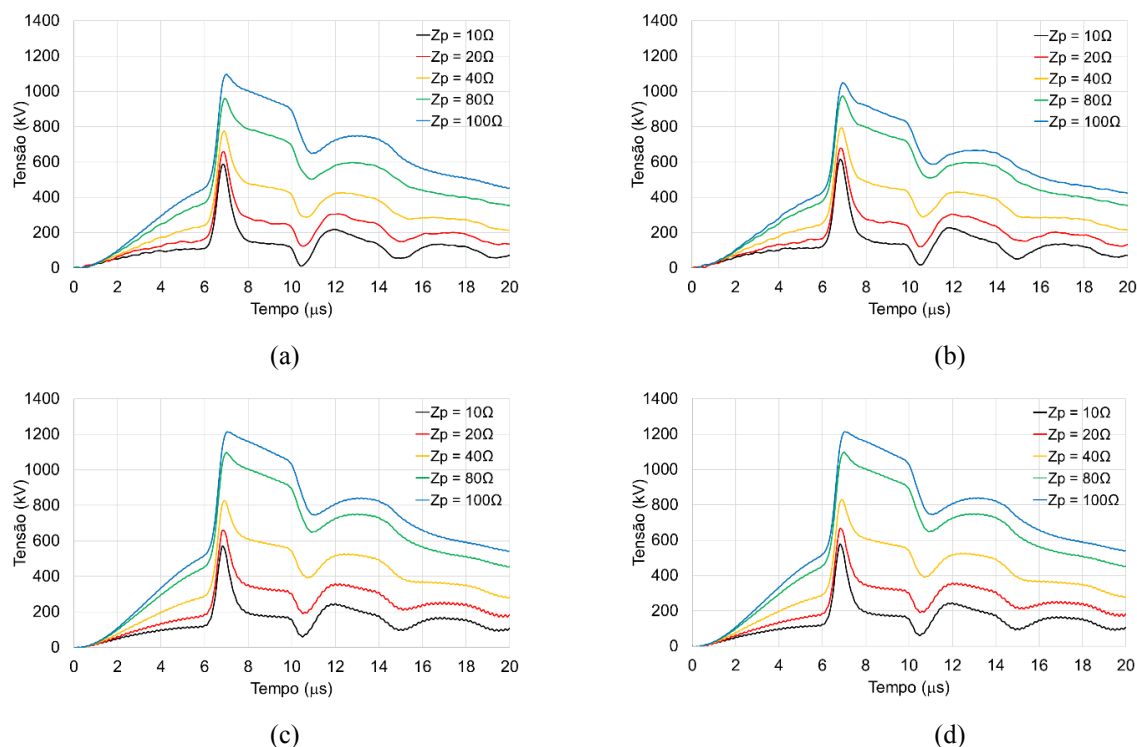 1400
1200
1000
800
600
400
200
0
Tensão (kV)
0 2 4 6 8 10 12 14 16 18 20
Tempo (μs)
Zp = 10Ω
Zp = 20Ω
Zp = 40Ω
Zp = 80Ω
Zp = 100Ω
(a)
1400
1200
1000
800
600
400
200
0
Tensão (kV)
0 2 4 6 8 10 12 14 16 18 20
Tempo (μs)
Zp = 10Ω
Zp = 20Ω
Zp = 40Ω
Zp = 80Ω
Zp = 100Ω
(b)
1400
1200
1000
800
600
400
200
0
Tensão (kV)
0 2 4 6 8 10 12 14 16 18 20
Tempo (μs)
Zp = 10Ω
Zp = 20Ω
Zp = 40Ω
Zp = 80Ω
Zp = 100Ω
(c)
1400
1200
1000
800
600
400
200
0
Tensão (kV)
0 2 4 6 8 10 12 14 16 18 20
Tempo (μs)
Zp = 10Ω
Zp = 20Ω
Zp = 40Ω
Zp = 80Ω
Zp = 100Ω
(d)